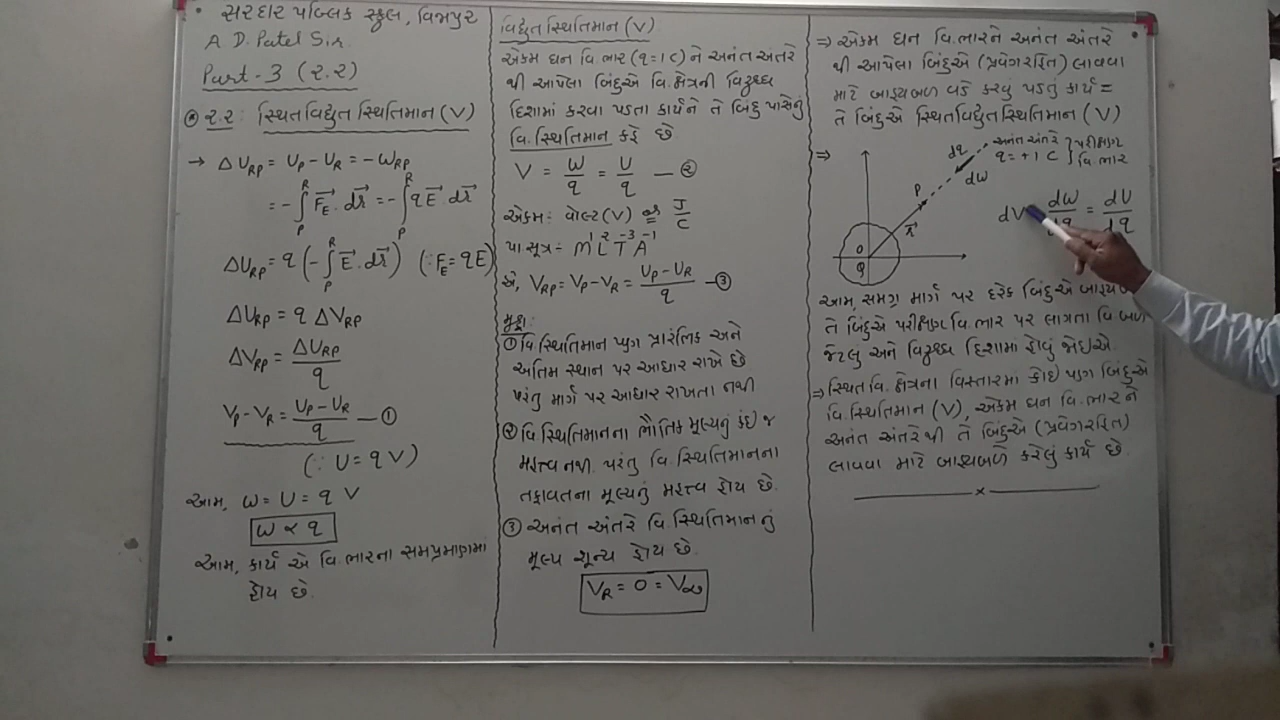 સરદાર પબ્લિક સ્કૂલ, વિજાપુર
A D. Patel Sir.
Part-3 (૨.૨)
⊛ ૨.૨: સ્થિતવિદ્યુત સ્થિતિમાન (V)
→ ΔU_RP = U_P - U_R = -W_RP
= -∫_P^R F_E⃗. dr⃗ = -∫_P^R qE⃗. dr⃗
ΔU_RP = q (-∫_P^R E⃗. dr⃗) (∵ F_E = qE)
ΔU_RP = q ΔV_RP
ΔV_RP = ΔU_RP / q
V_P - V_R = (U_P - U_R) / q — ①
(∵ U = qV)
આમ, W = U = q V
W ∝ q
આમ, કાર્ય એ વિ.ભારના સમપ્રમાણમાં
હોય છે.
વિદ્યુત સ્થિતિમાન (V)
એકમ ધન વિ.ભાર (q = 1 C) ને અનંત અંતરે
થી આપેલા બિંદુએ વિ.ક્ષેત્રની વિરુધ્ધ
દિશામાં કરવા પડતા કાર્યને તે બિંદુ પાસેનું
વિ.સ્થિતિમાન કહે છે
V = W/q = U/q — ②
એકમ: વોલ્ટ (V) or J/C
પા.સૂત્ર = M¹ L² T⁻³ A⁻¹
V_RP = V_P - V_R = (U_P - U_R) / q — ③
① વિ.સ્થિતિમાન પણ પ્રારંભિક અને
અંતિમ સ્થાન પર આધાર રાખે છે
પરંતુ માર્ગ પર આધાર રાખતા નથી
② વિ.સ્થિતિમાનના ભૌતિક મૂલ્યનું કંઈ જ
મહત્ત્વ નથી. પરંતુ વિ.સ્થિતિમાનના
તફાવતના મૂલ્યનું મહત્ત્વ હોય છે.
③ અનંત અંતરે વિ.સ્થિતિમાનનું
મૂલ્ય શૂન્ય હોય છે.
V_R = 0 = V_∞
⇒ એકમ ધન વિ.ભારને અનંત અંતરે
થી આપેલા બિંદુએ (પ્રવેગરહિત) લાવવા
માટે બાહ્યબળ વડે કરવું પડતું કાર્ય =
તે બિંદુએ સ્થિતવિદ્યુત સ્થિતિમાન (V)
⇒
dq
અનંત અંતરે
q = +1 C
પરીક્ષણ
વિ.ભાર
dW
P
r⃗
O
Q
dV dW = dU
dq
આમ, સમગ્ર માર્ગ પર દરેક બિંદુએ
તે બિંદુએ પરીક્ષણ વિ.ભાર પર લાગતા વિ.બળ
જેટલું અને વિરુધ્ધ દિશામાં હોવું જોઈએ.
⇒ સ્થિત વિ.ક્ષેત્રના વિસ્તારમાં કોઈ પણ બિંદુએ
વિ.સ્થિતિમાન (V), એકમ ધન વિ.ભારને
અનંત અંતરેથી તે બિંદુએ (પ્રવેગરહિત)
લાવવા માટે બાહ્યબળે કરેલું કાર્ય છે.
x